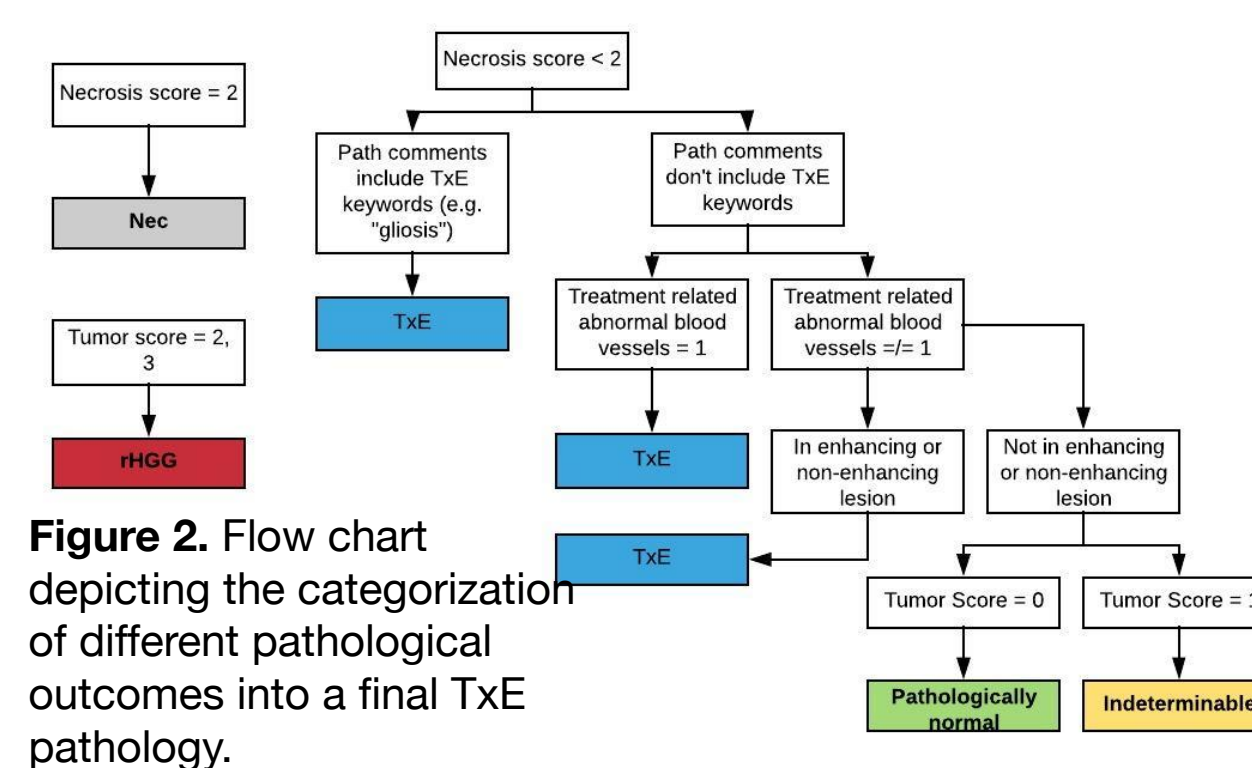 Necrosis score = 2
Nec
Tumor score = 2,
3
rHGG
Necrosis score < 2
Path comments
include TxE
keywords (e.g.
"gliosis")
TxE
Path comments
don't include TxE
keywords
Treatment related
abnormal blood
vessels = 1
TxE
Treatment related
abnormal blood
vessels =/= 1
In enhancing or
non-enhancing
lesion
TxE
Not in enhancing
or non-enhancing
lesion
Tumor Score = 0
Pathologically
normal
Tumor Score = 1
Indeterminable
Figure 2. Flow chart
depicting the categorization
of different pathological
outcomes into a final TxE
pathology.